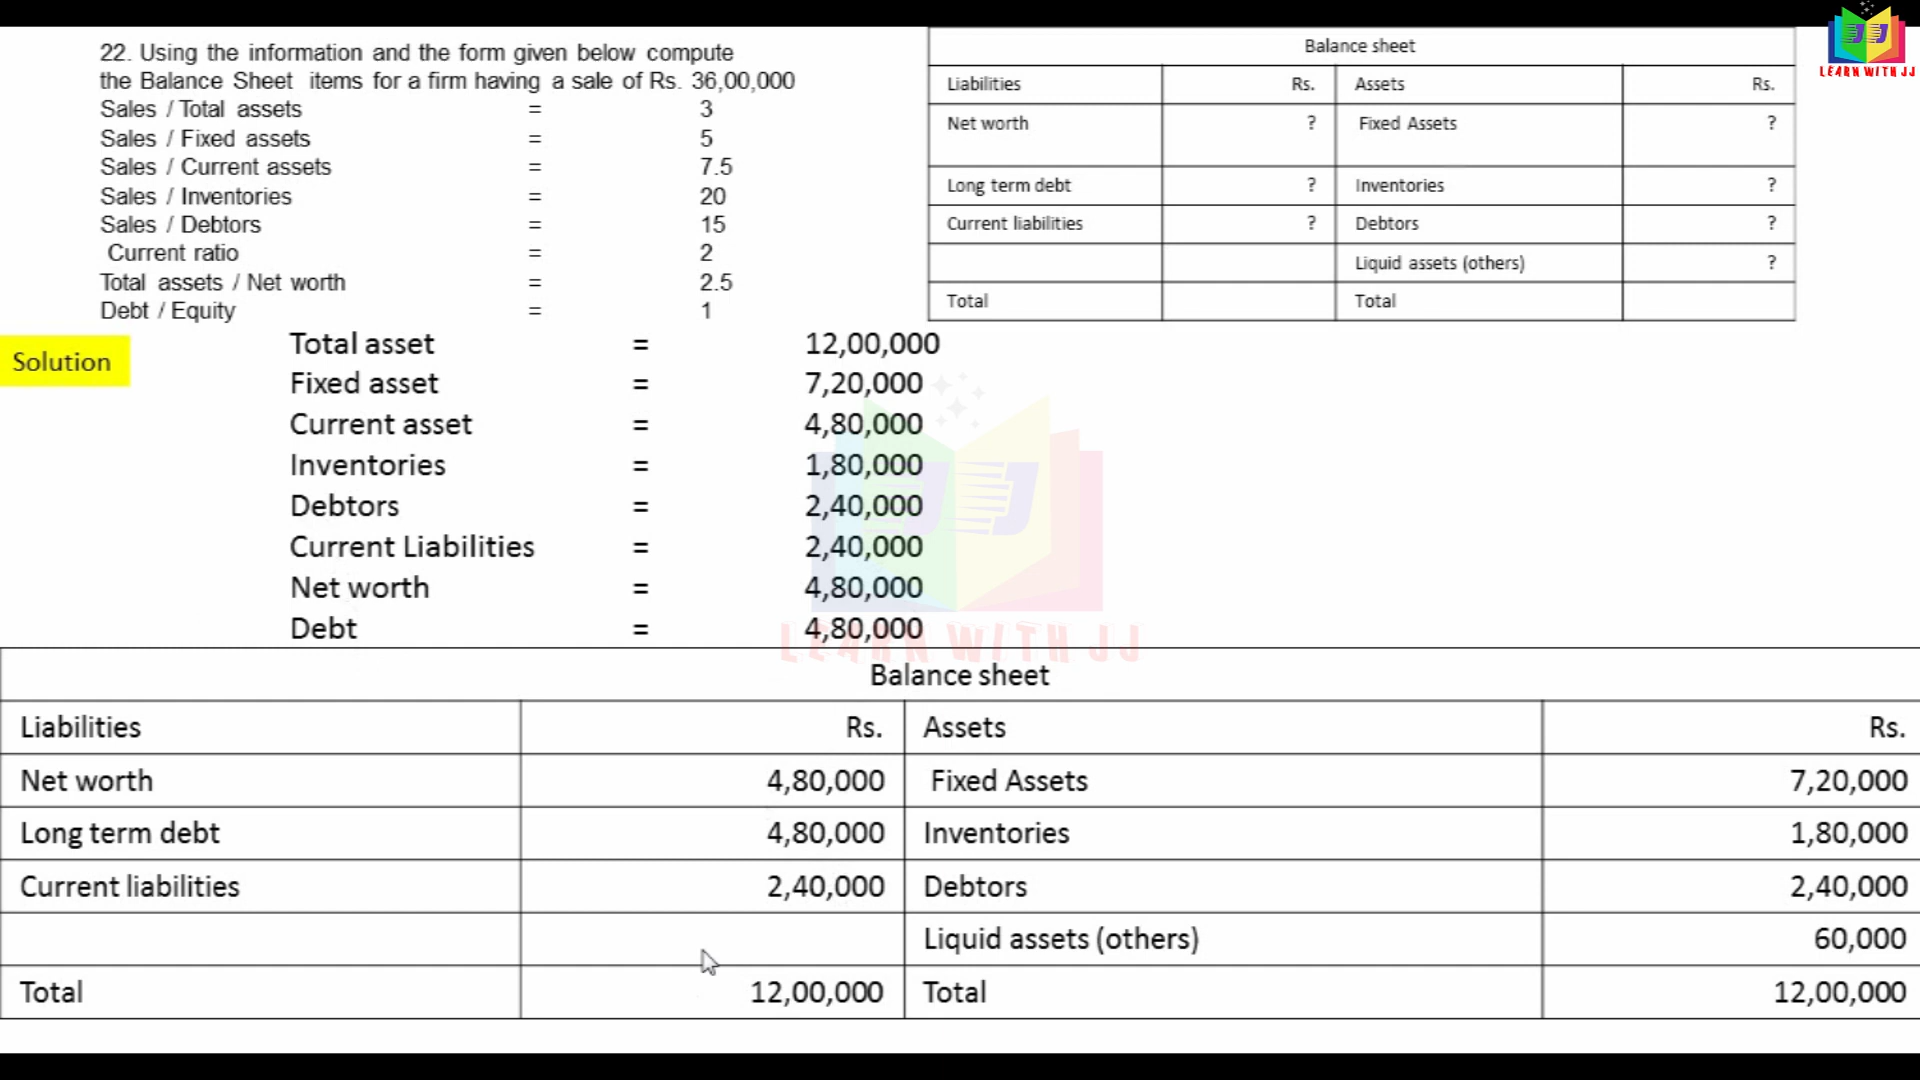 22. Using the information and the form given below compute
the Balance Sheet items for a firm having a sale of Rs. 36,00,000
Sales / Total assets = 3
Sales / Fixed assets = 5
Sales / Current assets = 7.5
Sales / Inventories = 20
Sales / Debtors = 15
Current ratio = 2
Total assets / Net worth = 2.5
Debt / Equity = 1
Balance sheet
Liabilities Rs. Assets Rs.
Net worth ? Fixed Assets ?
Long term debt ? Inventories ?
Current liabilities ? Debtors ?
Liquid assets (others) ?
Total Total
JJ
LEARN WITH JJ
Solution
Total asset = 12,00,000
Fixed asset = 7,20,000
Current asset = 4,80,000
Inventories = 1,80,000
Debtors = 2,40,000
Current Liabilities = 2,40,000
Net worth = 4,80,000
Debt = 4,80,000
JJ
LEARN WITH JJ
Balance sheet
Liabilities Rs. Assets Rs.
Net worth 4,80,000 Fixed Assets 7,20,000
Long term debt 4,80,000 Inventories 1,80,000
Current liabilities 2,40,000 Debtors 2,40,000
Liquid assets (others) 60,000
Total 12,00,000 Total 12,00,000